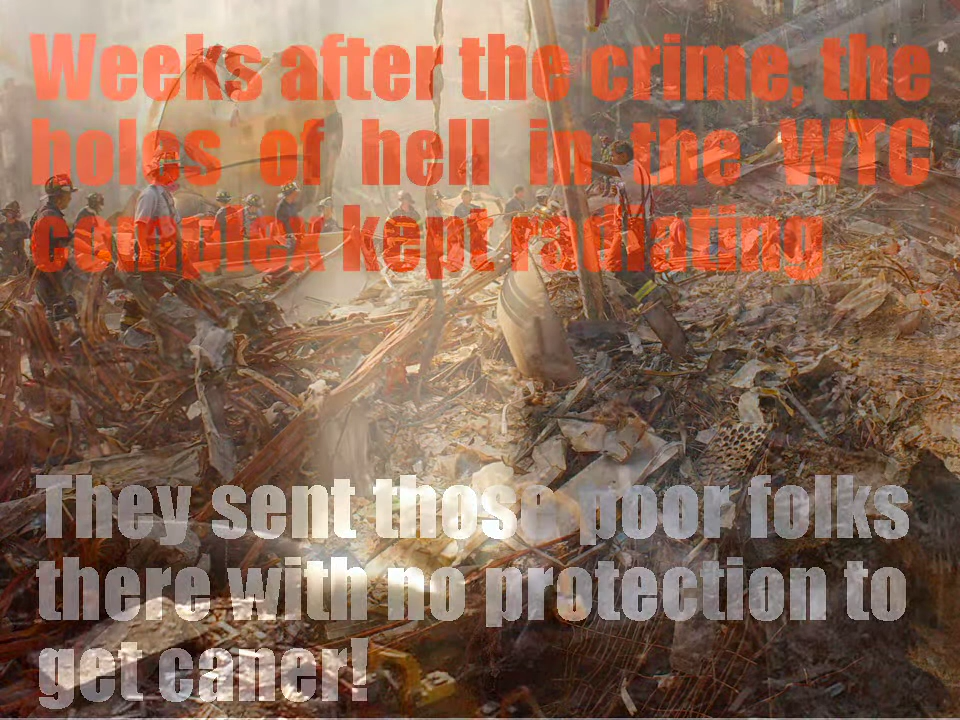 Weeks after the crime, the
holes of hell in the WTC
complex kept radiating
They sent those poor folks
there with no protection to
get caner!